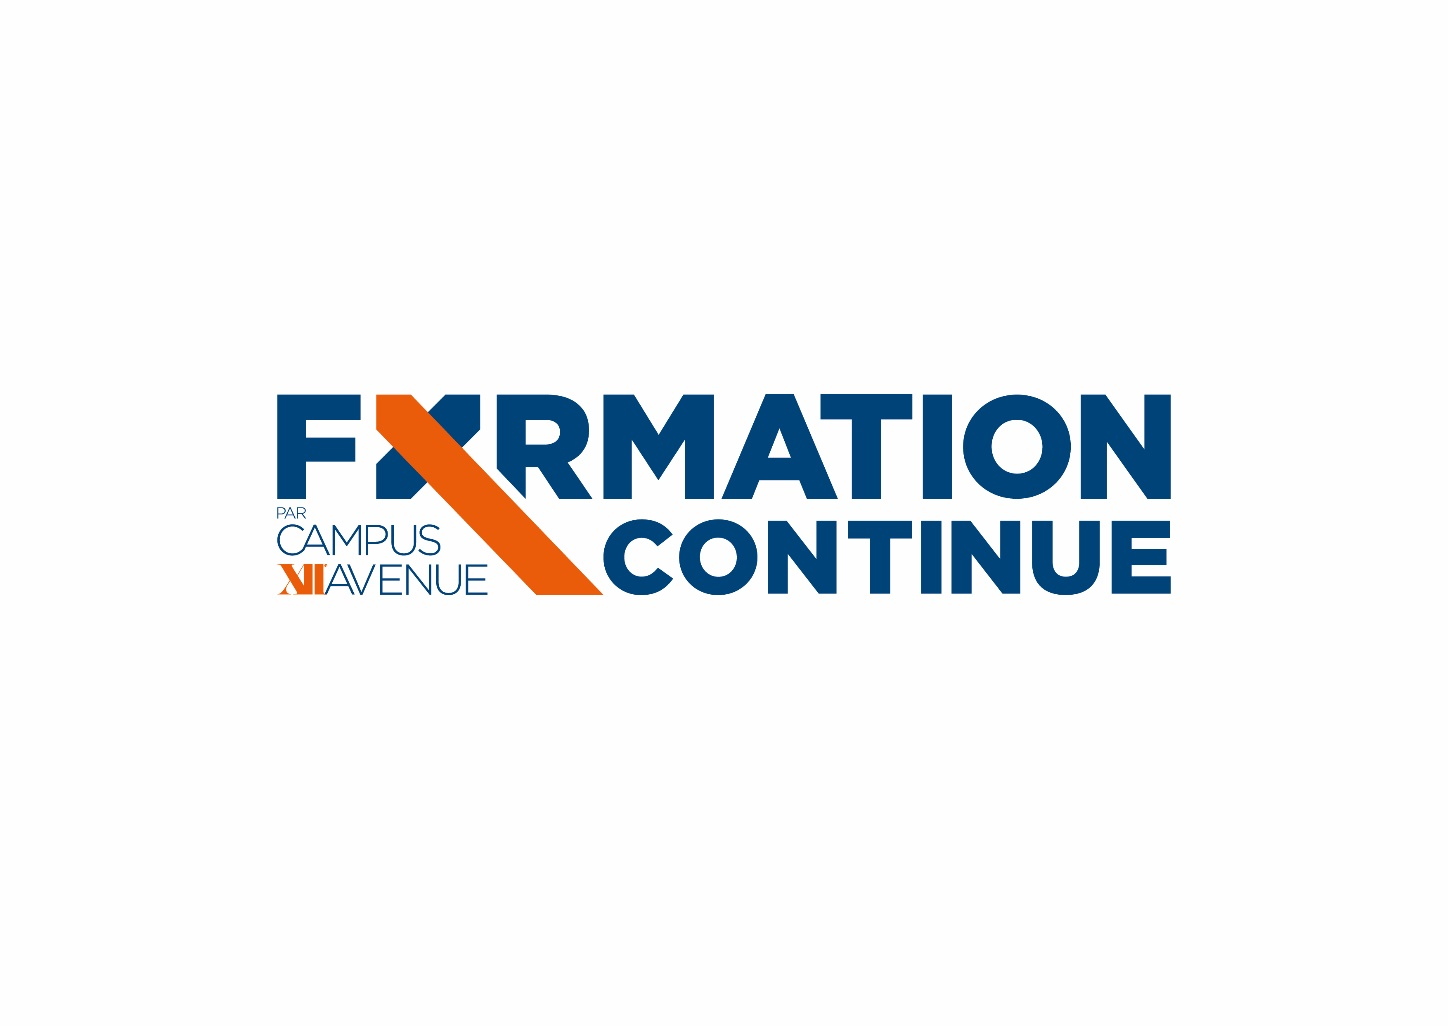 FXRMATION
PAR
CAMPUS
XII AVENUE
CONTINUE